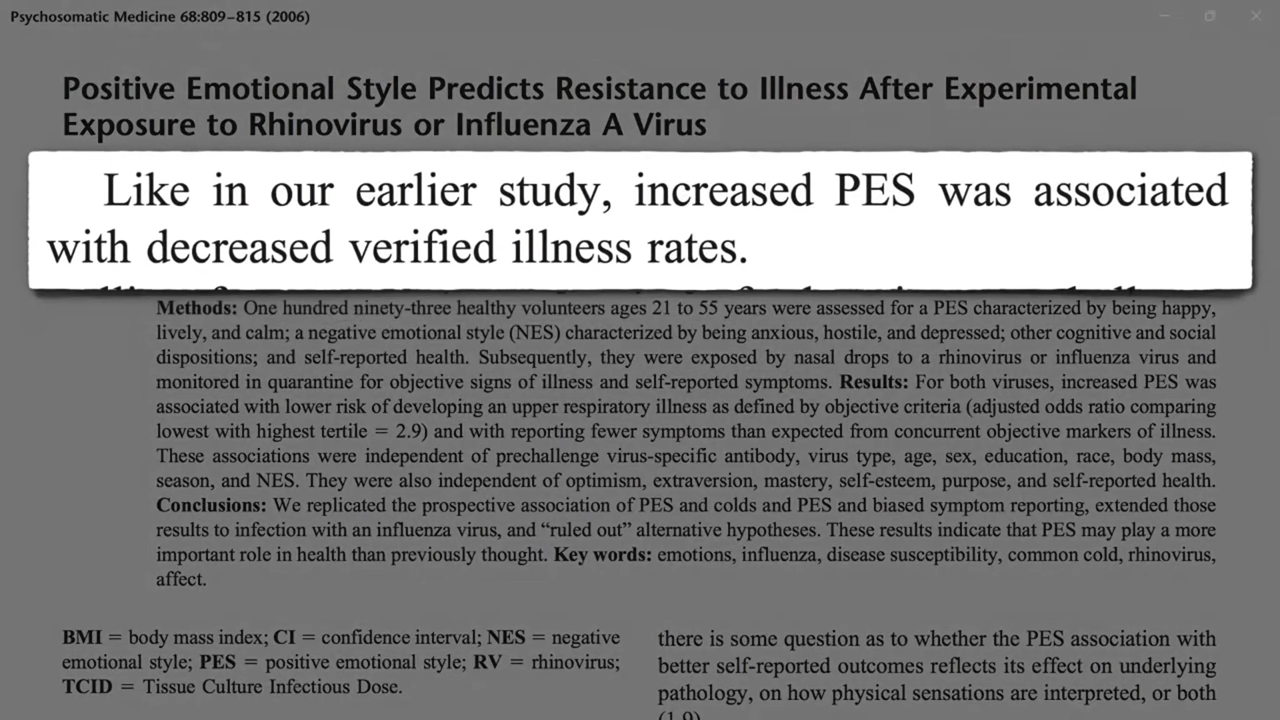 Psychosomatic Medicine 68:809–815 (2006)
Positive Emotional Style Predicts Resistance to Illness After Experimental
Exposure to Rhinovirus or Influenza A Virus
Like in our earlier study, increased PES was associated
with decreased verified illness rates.
Methods: One hundred ninety-three healthy volunteers ages 21 to 55 years were assessed for a PES characterized by being happy,
lively, and calm; a negative emotional style (NES) characterized by being anxious, hostile, and depressed; other cognitive and social
dispositions; and self-reported health. Subsequently, they were exposed by nasal drops to a rhinovirus or influenza virus and
monitored in quarantine for objective signs of illness and self-reported symptoms. Results: For both viruses, increased PES was
associated with lower risk of developing an upper respiratory illness as defined by objective criteria (adjusted odds ratio comparing
lowest with highest tertile = 2.9) and with reporting fewer symptoms than expected from concurrent objective markers of illness.
These associations were independent of prechallenge virus-specific antibody, virus type, age, sex, education, race, body mass,
season, and NES. They were also independent of optimism, extraversion, mastery, self-esteem, purpose, and self-reported health.
Conclusions: We replicated the prospective association of PES and colds and PES and biased symptom reporting, extended those
results to infection with an influenza virus, and “ruled out” alternative hypotheses. These results indicate that PES may play a more
important role in health than previously thought. Key words: emotions, influenza, disease susceptibility, common cold, rhinovirus,
affect.
BMI = body mass index; CI = confidence interval; NES = negative
emotional style; PES = positive emotional style; RV = rhinovirus;
TCID = Tissue Culture Infectious Dose.
there is some question as to whether the PES association with
better self-reported outcomes reflects its effect on underlying
pathology, on how physical sensations are interpreted, or both
(1,9)